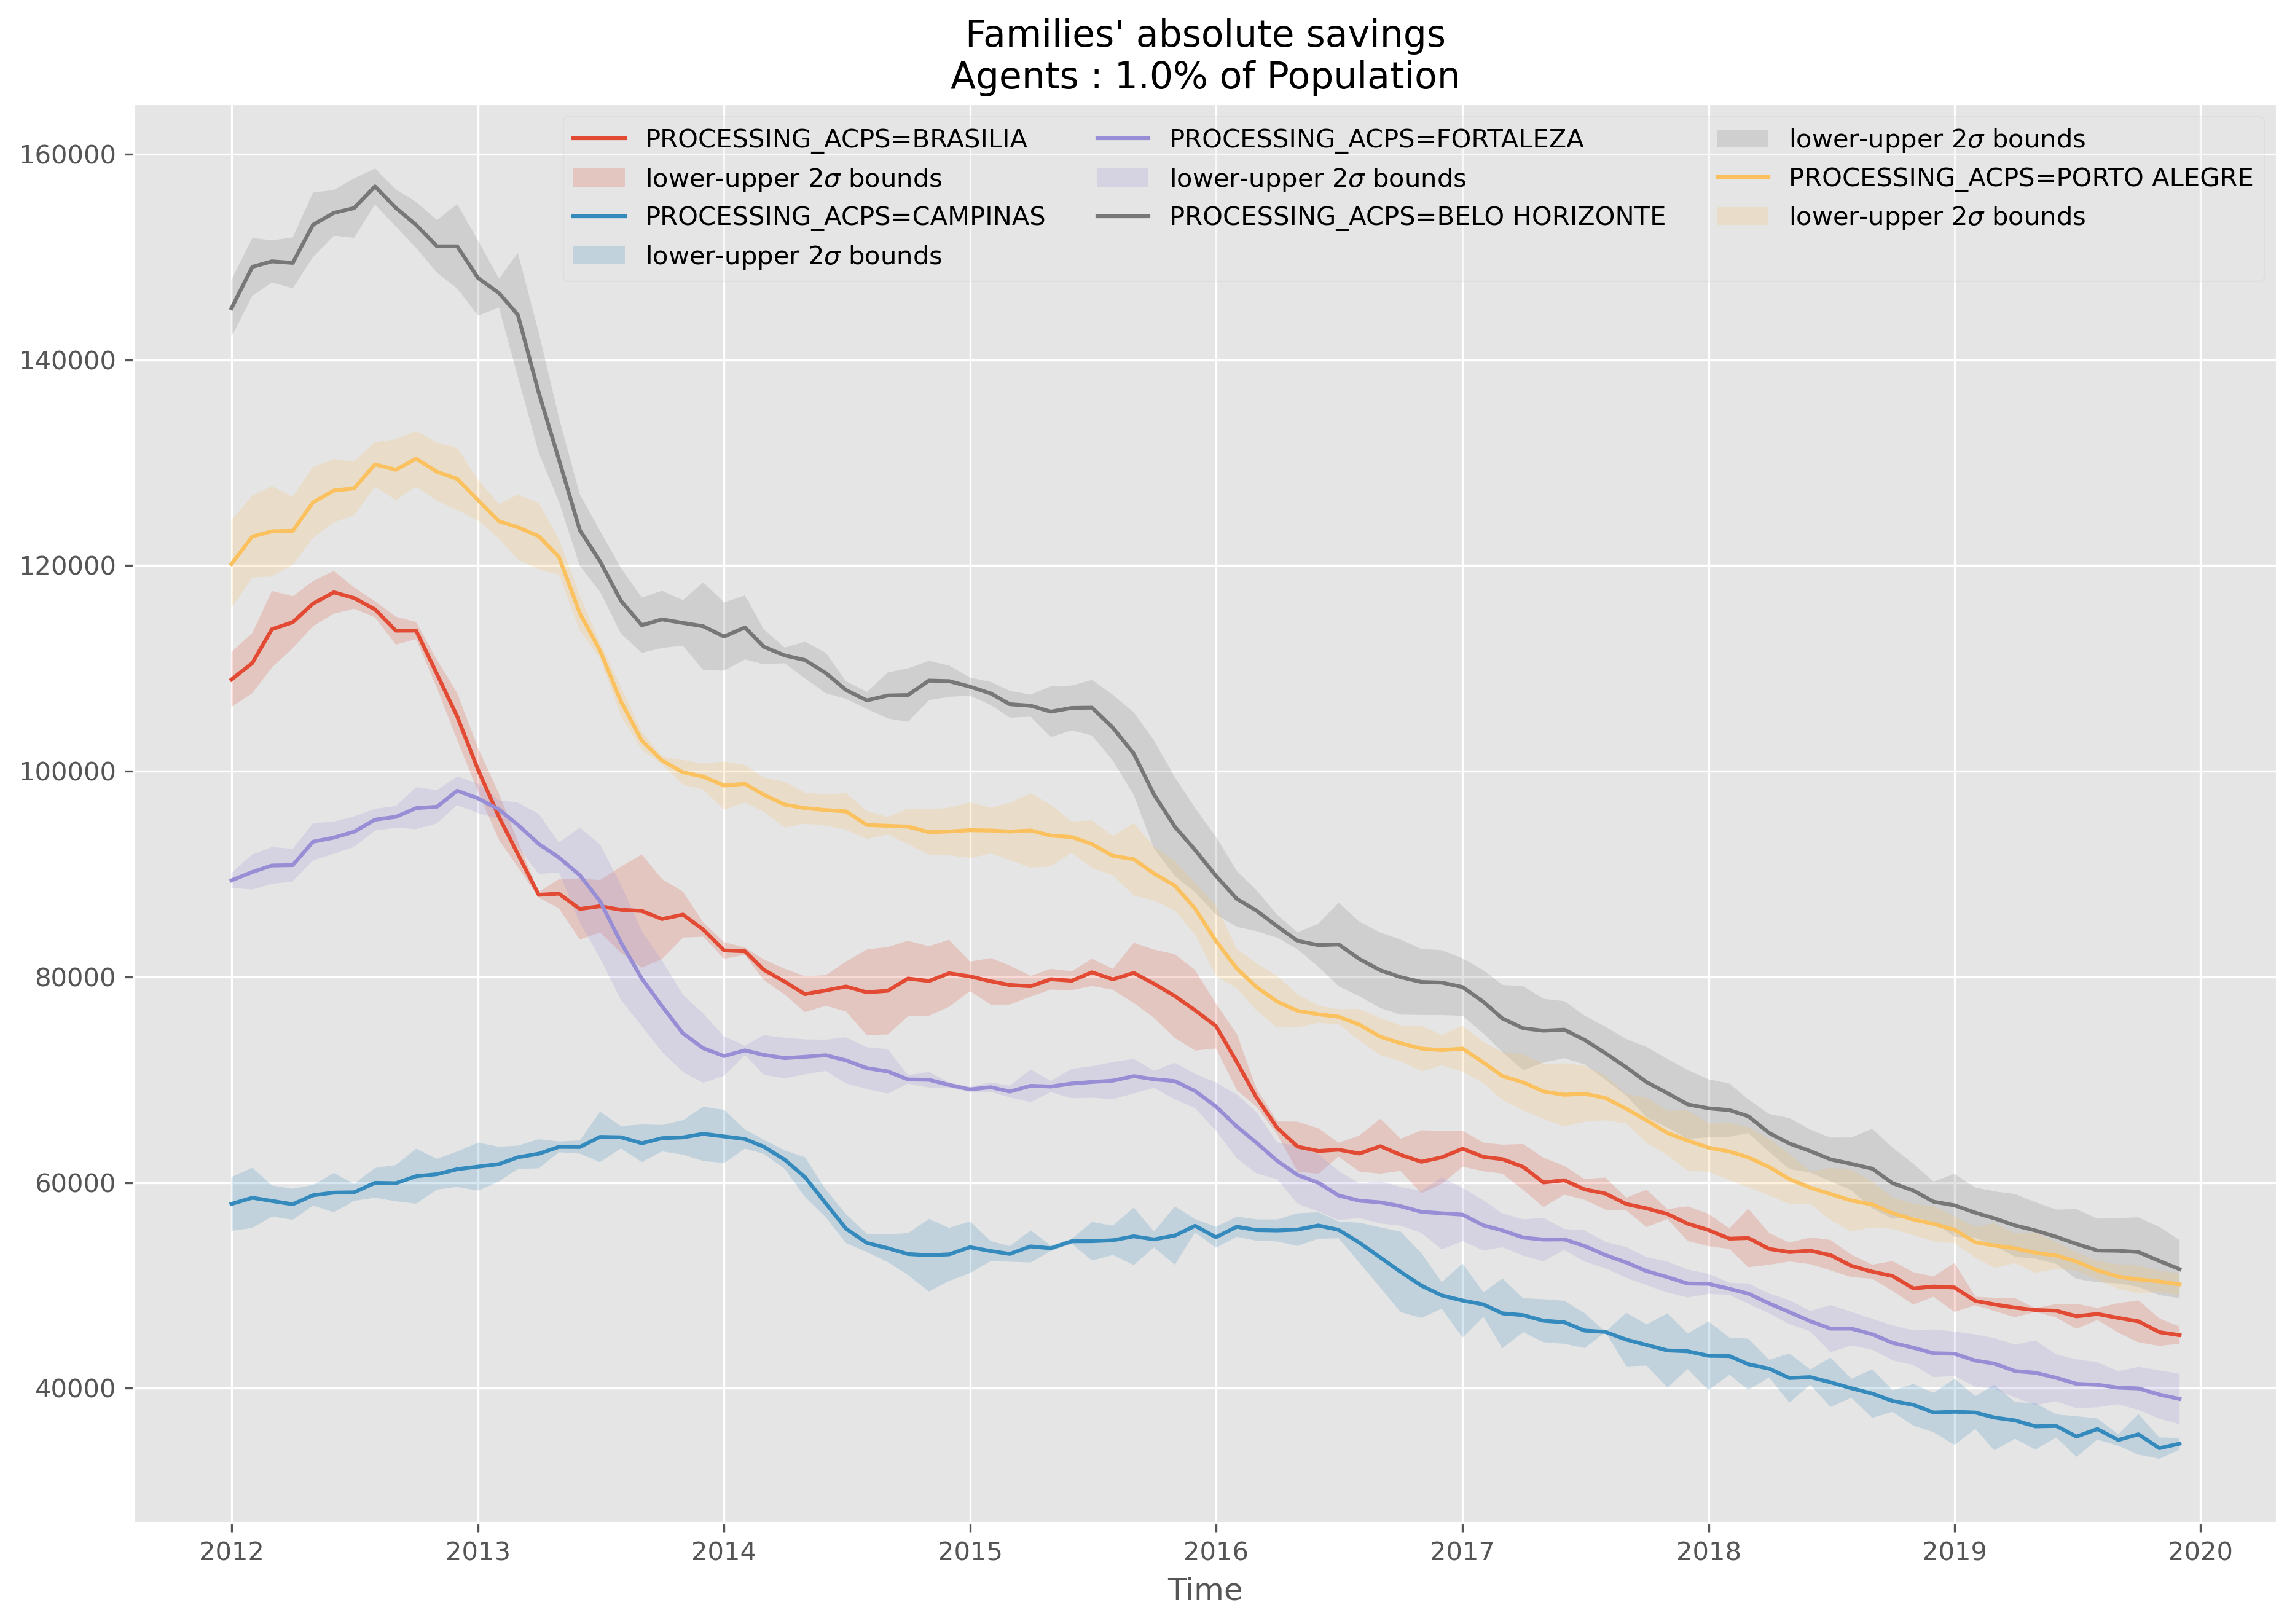 Families' absolute savings
Agents : 1.0% of Population
PROCESSING_ACPS=BRASILIA
lower-upper 2σ bounds
PROCESSING_ACPS=CAMPINAS
lower-upper 2σ bounds
PROCESSING_ACPS=FORTALEZA
lower-upper 2σ bounds
PROCESSING_ACPS=BELO HORIZONTE
lower-upper 2σ bounds
PROCESSING_ACPS=PORTO ALEGRE
lower-upper 2σ bounds
160000
140000
120000
100000
80000
60000
40000
2012 2013 2014 2015 2016 2017 2018 2019 2020
Time